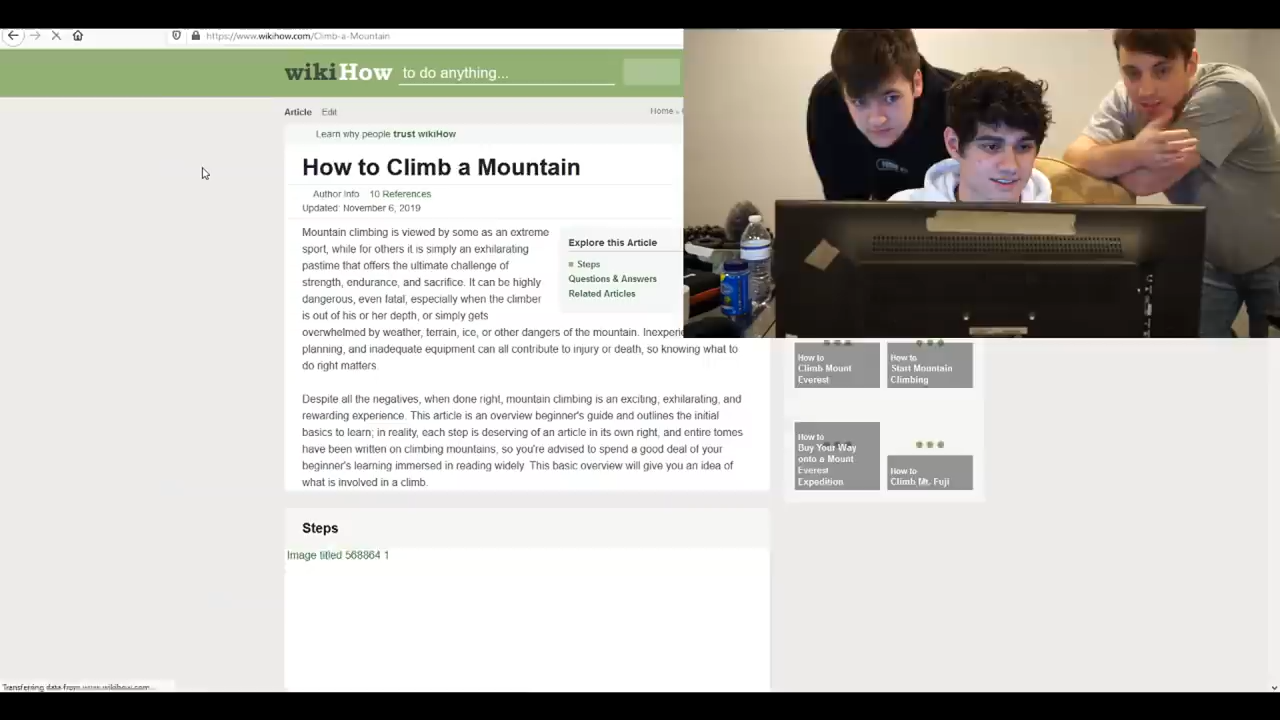 https://www.wikihow.com/Climb-a-Mountain
wikiHow to do anything...
Article Edit
Home »
Learn why people trust wikiHow
How to Climb a Mountain
Author Info 10 References
Updated: November 6, 2019
Mountain climbing is viewed by some as an extreme
sport, while for others it is simply an exhilarating
pastime that offers the ultimate challenge of
strength, endurance, and sacrifice. It can be highly
dangerous, even fatal, especially when the climber
is out of his or her depth, or simply gets
overwhelmed by weather, terrain, ice, or other dangers of the mountain.
planning, and inadequate equipment can all contribute to injury or death, so knowing what to
do right matters.
Explore this Article
Steps
Questions & Answers
Related Articles
Despite all the negatives, when done right, mountain climbing is an exciting, exhilarating, and
rewarding experience. This article is an overview beginner's guide and outlines the initial
basics to learn; in reality, each step is deserving of an article in its own right, and entire tomes
have been written on climbing mountains, so you're advised to spend a good deal of your
beginner's learning immersed in reading widely. This basic overview will give you an idea of
what is involved in a climb.
How to
Climb Mount
Everest
How to
Start Mountain
Climbing
How to
Buy Your Way
onto a Mount
Everest
Expedition
How to
Climb Mt. Fuji
Steps
Image titled 568864 1
Transferring data from www.wikihow.com...